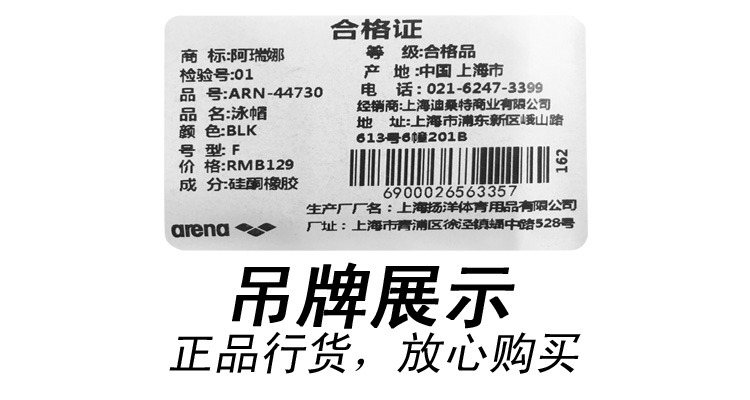 合格证
商 标:阿瑞娜
检验号:01
品 号:ARN-44730
品 名:泳帽
颜 色:BLK
号 型:F
价 格:RMB129
成 分:硅酮橡胶
等 级:合格品
产 地:中国 上海市
电 话:021-6247-3399
经销商:上海迪桑特商业有限公司
地 址:上海市浦东新区峨山路
613号6幢201B
162
6900026563357
生产厂厂名:上海扬洋体育用品有限公司
厂址:上海市青浦区徐泾镇蟠中路528号
arena
吊牌展示
正品行货,放心购买